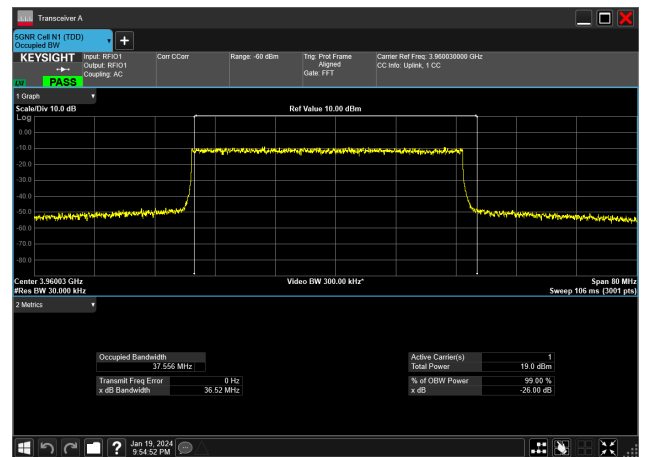 Transceiver A
5GNR Cell N1 (TDD)
Occupied BW
KEYSIGHT
Input: RFIO1
Output: RFIO1
Coupling: AC
Corr CCorr
Range: -60 dBm
Trig: Prot Frame
Aligned
Gate: FFT
Carrier Ref Freq: 3.960030000 GHz
CC Info: Uplink, 1 CC
PASS
1 Graph
Scale/Div 10.0 dB
Ref Value 10.00 dBm
Log
0.00
-10.0
-20.0
-30.0
-40.0
-50.0
-60.0
-70.0
-80.0
Center 3.96003 GHz
Video BW 300.00 kHz*
Span 80 MHz
#Res BW 30.000 kHz
Sweep 106 ms (3001 pts)
2 Metrics
Occupied Bandwidth
37.556 MHz
Active Carrier(s) 1
Total Power 19.0 dBm
Transmit Freq Error 0 Hz
x dB Bandwidth 36.52 MHz
% of OBW Power 99.00 %
x dB -26.00 dB
?
Jan 19, 2024
9:54:52 PM